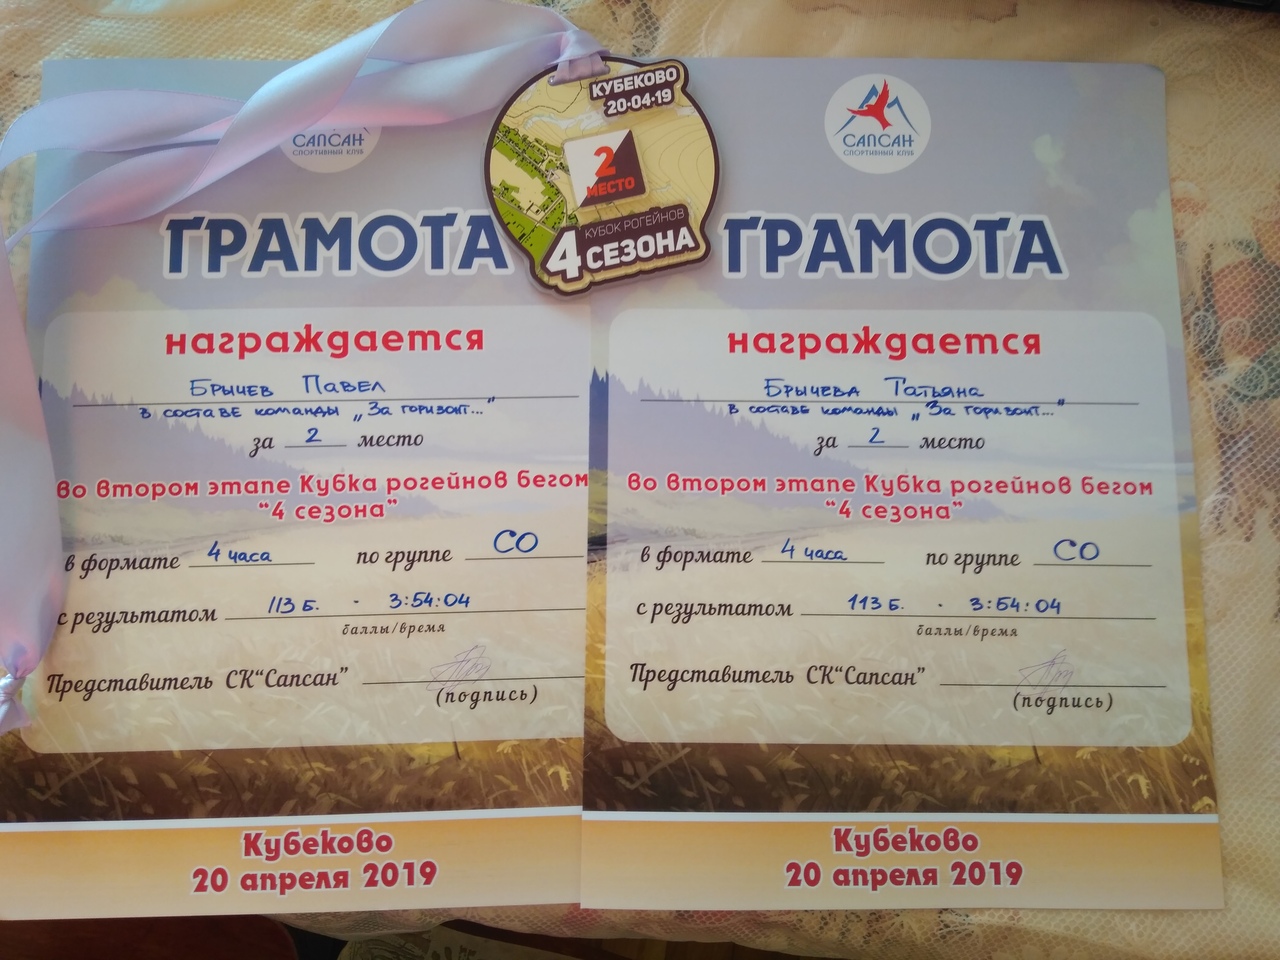 САПСАН
СПОРТИВНЫЙ КЛУБ
ГРАМОТА
награждается
Брычев Павел
в составе команды „За горизонт..."
за 2 место
во втором этапе Кубка рогейнов бегом
"4 сезона"
в формате 4 часа по группе СО
с результатом 113 б. · 3:54:04
баллы/время
Представитель СК"Сапсан"
(подпись)
Кубеково
20 апреля 2019
КУБЕКОВО
20·04·19
2
МЕСТО
КУБОК РОГЕЙНОВ
4 СЕЗОНА
САПСАН
СПОРТИВНЫЙ КЛУБ
ГРАМОТА
награждается
Брычева Татьяна
в составе команды „За горизонт..."
за 2 место
во втором этапе Кубка рогейнов бегом
"4 сезона"
в формате 4 часа по группе СО
с результатом 113 б. · 3:54:04
баллы/время
Представитель СК"Сапсан"
(подпись)
Кубеково
20 апреля 2019